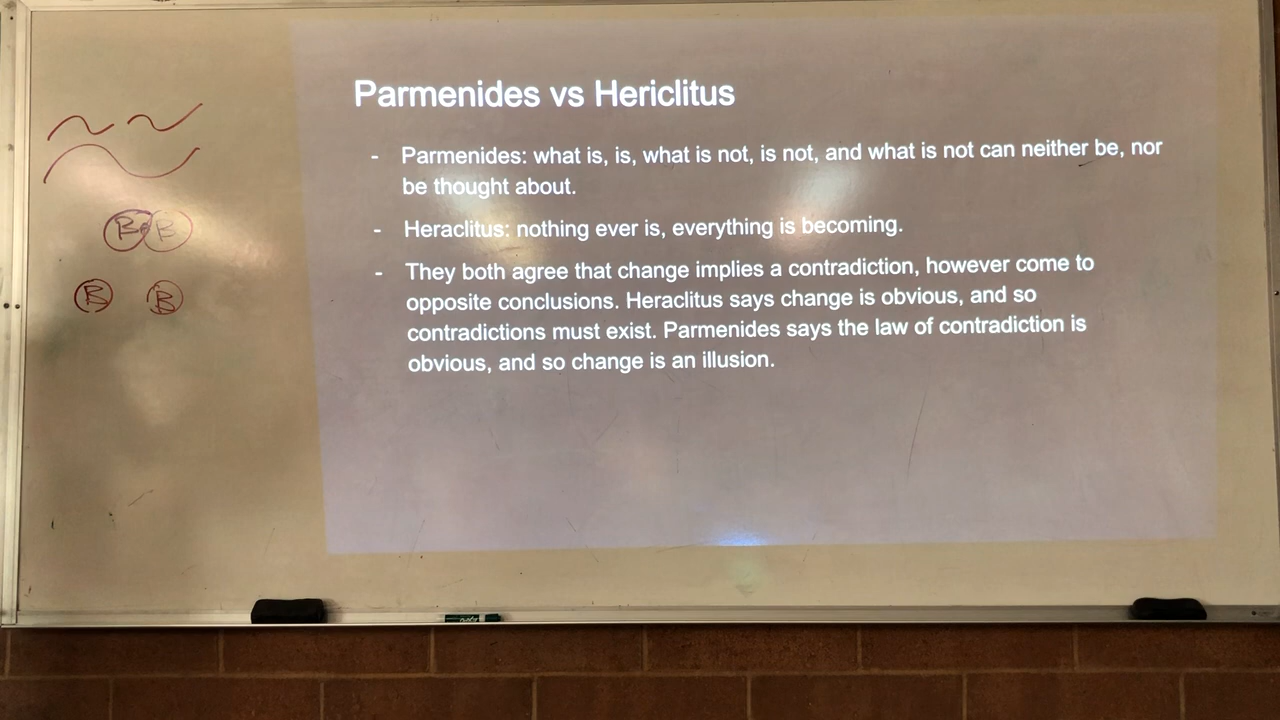 Parmenides vs Hericlitus
- Parmenides: what is, is, what is not, is not, and what is not can neither be, nor
be thought about.
- Heraclitus: nothing ever is, everything is becoming.
- They both agree that change implies a contradiction, however come to
opposite conclusions. Heraclitus says change is obvious, and so
contradictions must exist. Parmenides says the law of contradiction is
obvious, and so change is an illusion.
B B
B B